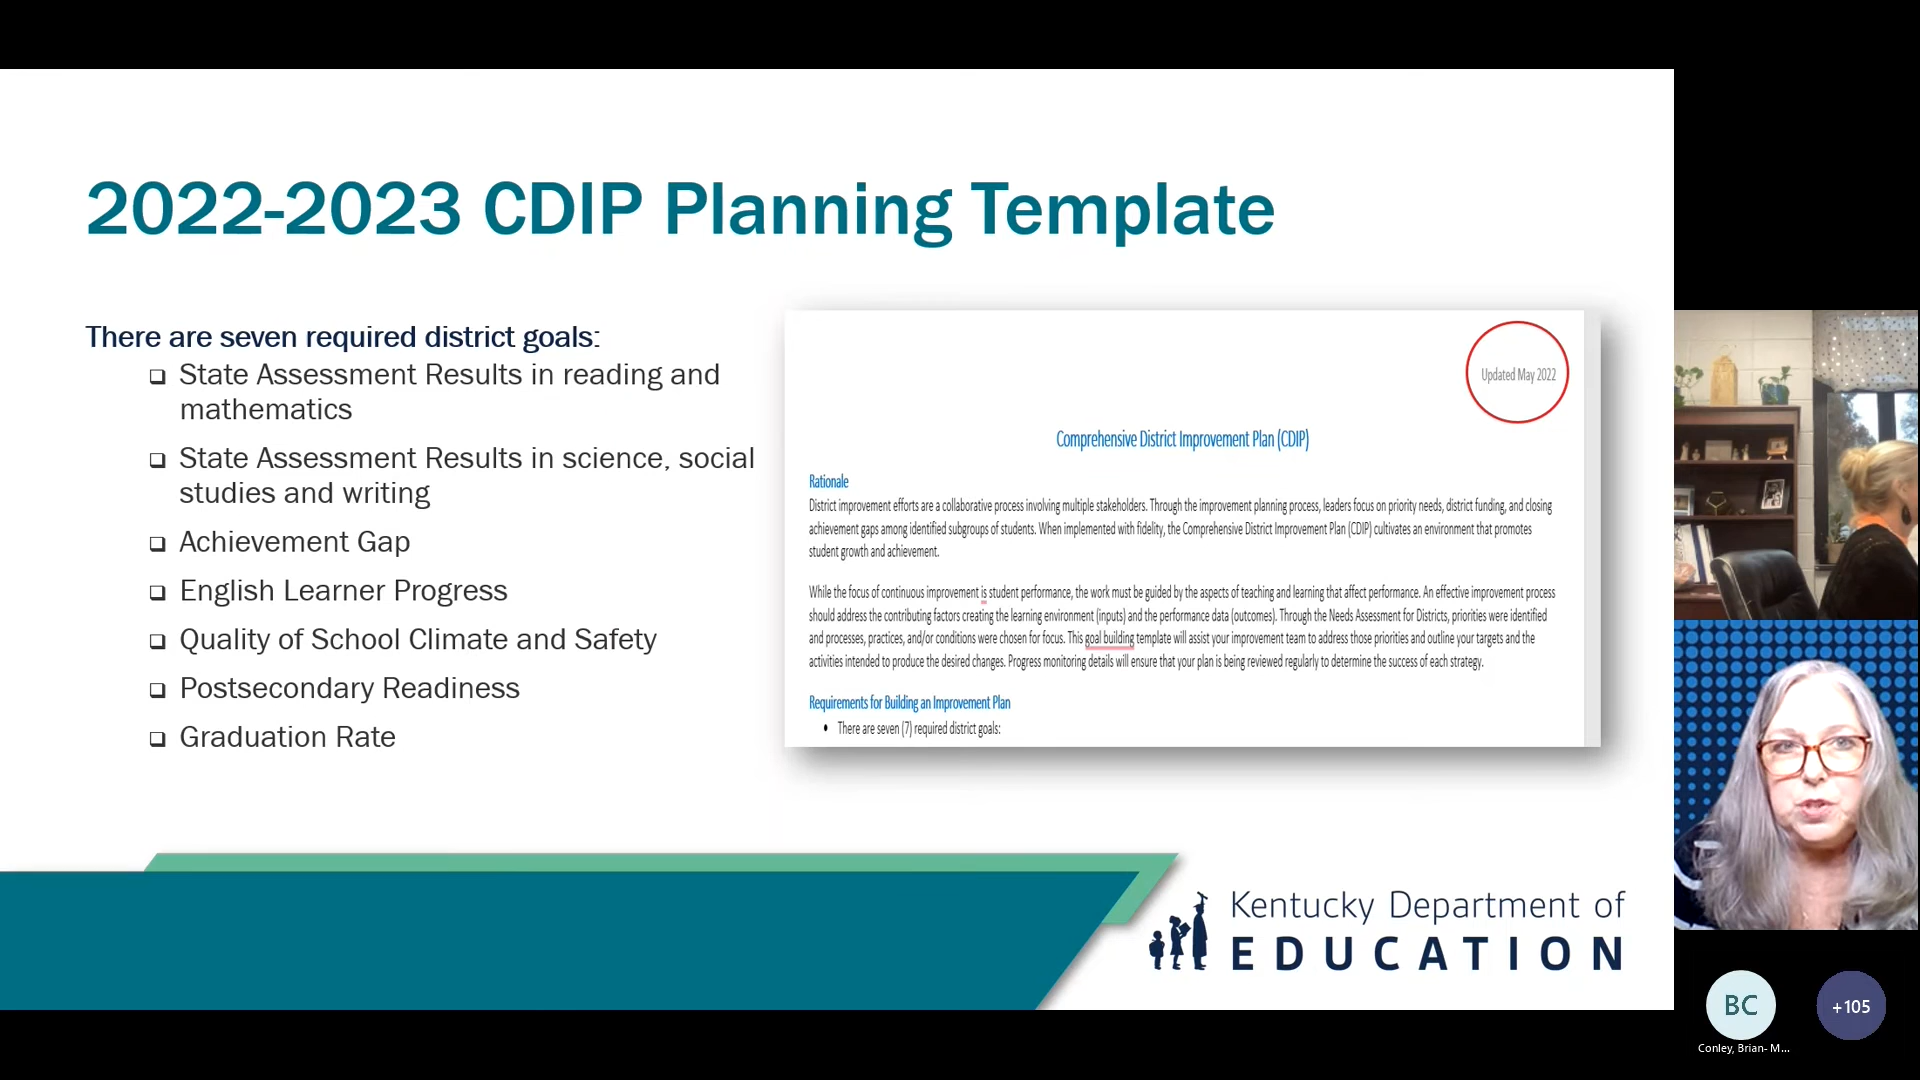 2022-2023 CDIP Planning Template
There are seven required district goals:
❑ State Assessment Results in reading and
mathematics
❑ State Assessment Results in science, social
studies and writing
❑ Achievement Gap
❑ English Learner Progress
❑ Quality of School Climate and Safety
❑ Postsecondary Readiness
❑ Graduation Rate
Updated May 2022
Comprehensive District Improvement Plan (CDIP)
Rationale
District improvement efforts are a collaborative process involving multiple stakeholders. Through the improvement planning process, leaders focus on priority needs, district funding, and closing
achievement gaps among identified subgroups of students. When implemented with fidelity, the Comprehensive District Improvement Plan (CDIP) cultivates an environment that promotes
student growth and achievement.
While the focus of continuous improvement is student performance, the work must be guided by the aspects of teaching and learning that affect performance. An effective improvement process
should address the contributing factors creating the learning environment (inputs) and the performance data (outcomes). Through the Needs Assessment for Districts, priorities were identified
and processes, practices, and/or conditions were chosen for focus. This goal building template will assist your improvement team to address those priorities and outline your targets and the
activities intended to produce the desired changes. Progress monitoring details will ensure that your plan is being reviewed regularly to determine the success of each strategy.
Requirements for Building an Improvement Plan
• There are seven (7) required district goals:
Kentucky Department of
EDUCATION
BC
+105
Conley, Brian- M...